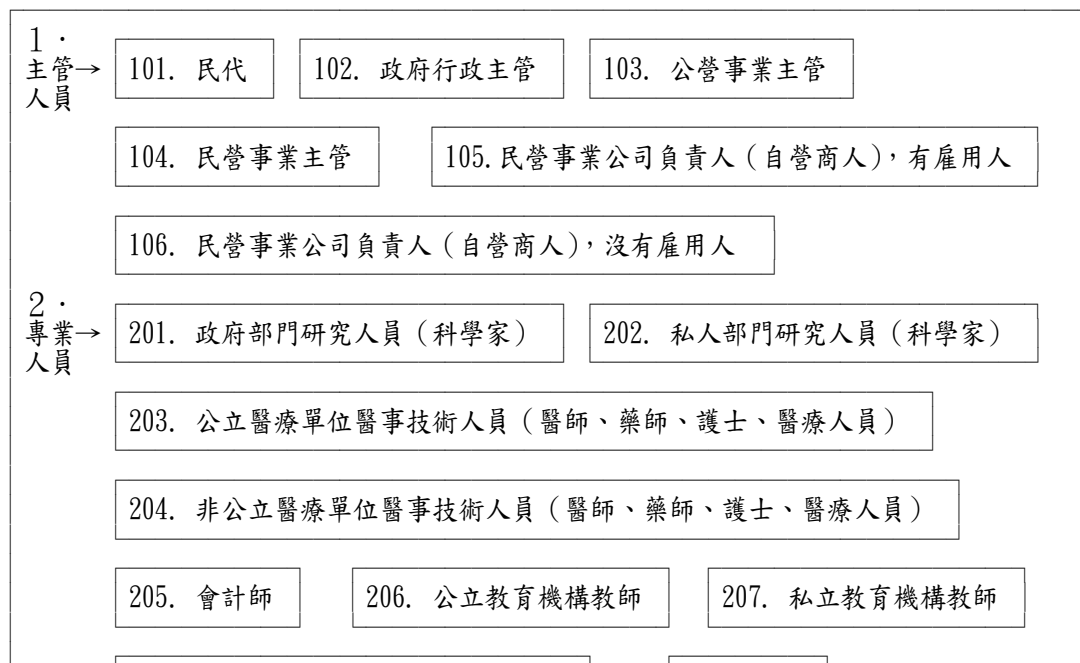 1．
主管→ 101. 民代 102. 政府行政主管 103. 公營事業主管
人員
104. 民營事業主管 105.民營事業公司負責人（自營商人），有雇用人
106. 民營事業公司負責人（自營商人），沒有雇用人
2．
專業→ 201. 政府部門研究人員（科學家） 202. 私人部門研究人員（科學家）
人員
203. 公立醫療單位醫事技術人員（醫師、藥師、護士、醫療人員）
204. 非公立醫療單位醫事技術人員（醫師、藥師、護士、醫療人員）
205. 會計師 206. 公立教育機構教師 207. 私立教育機構教師